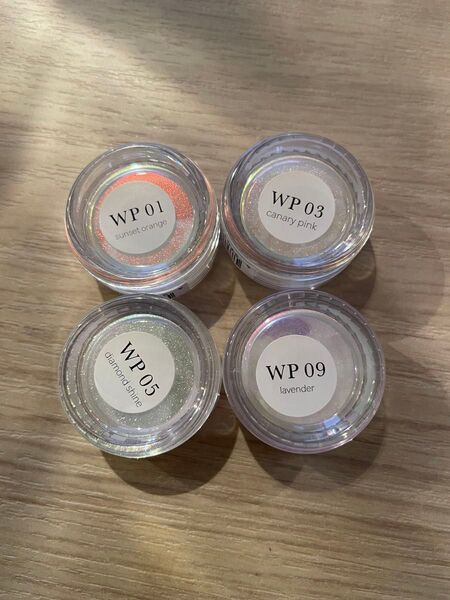 WP 01
sunset orange
WP 03
canary pink
WP 05
diamond shine
WP 09
lavender